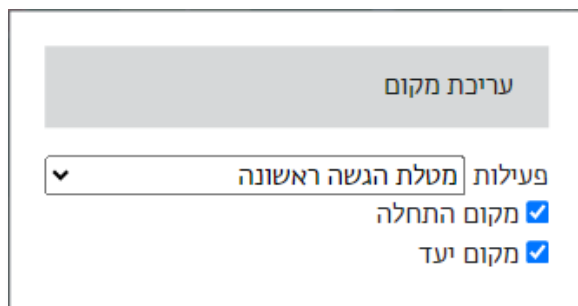 עריכת מקום
פעילות מטלת הגשה ראשונה
מקום התחלה
מקום יעד